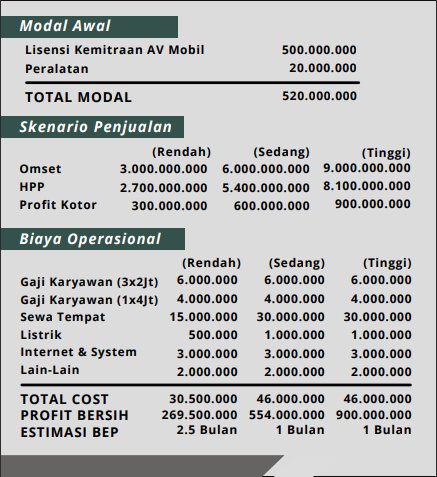 Modal Awal
Lisensi Kemitraan AV Mobil 500.000.000
Peralatan 20.000.000
TOTAL MODAL 520.000.000
Skenario Penjualan
(Rendah) (Sedang) (Tinggi)
Omset 3.000.000.000 6.000.000.000 9.000.000.000
HPP 2.700.000.000 5.400.000.000 8.100.000.000
Profit Kotor 300.000.000 600.000.000 900.000.000
Biaya Operasional
(Rendah) (Sedang) (Tinggi)
Gaji Karyawan (3x2Jt) 6.000.000 6.000.000 6.000.000
Gaji Karyawan (1x4Jt) 4.000.000 4.000.000 4.000.000
Sewa Tempat 15.000.000 30.000.000 30.000.000
Listrik 500.000 1.000.000 1.000.000
Internet & System 3.000.000 3.000.000 3.000.000
Lain-Lain 2.000.000 2.000.000 2.000.000
TOTAL COST 30.500.000 46.000.000 46.000.000
PROFIT BERSIH 269.500.000 554.000.000 900.000.000
ESTIMASI BEP 2.5 Bulan 1 Bulan 1 Bulan